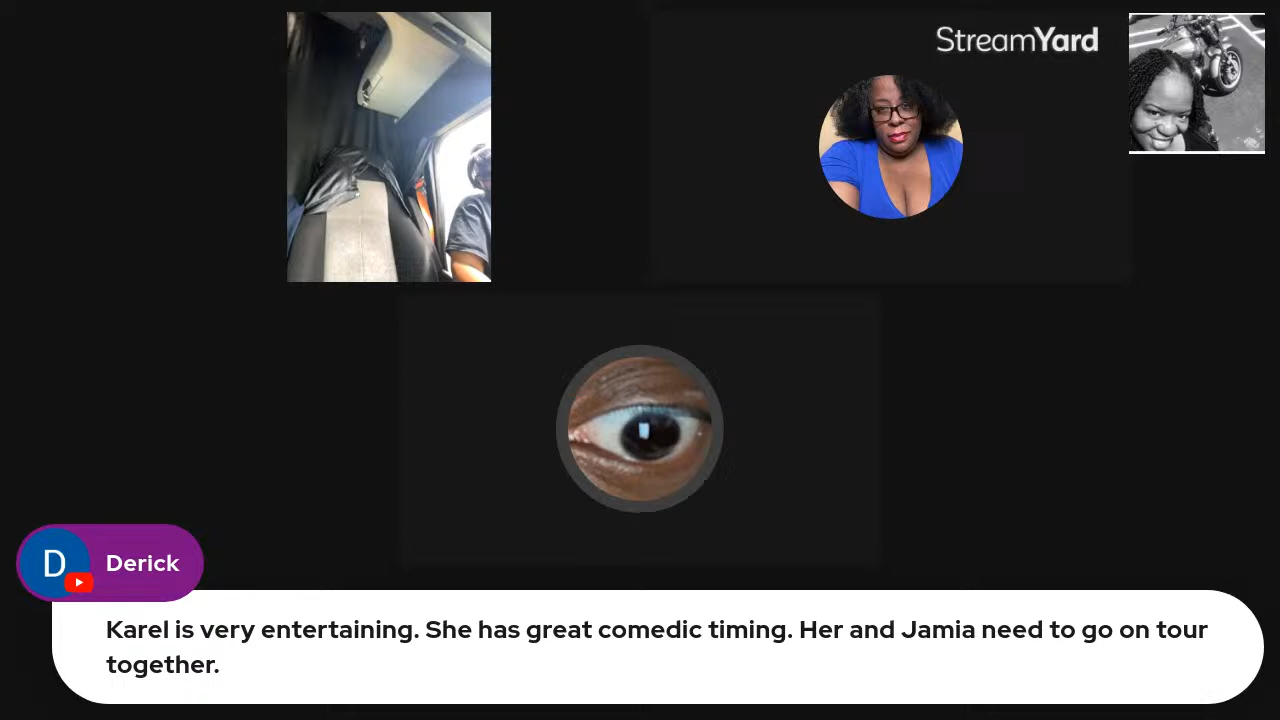 StreamYard
D
Derick
Karel is very entertaining. She has great comedic timing. Her and Jamia need to go on tour
together.